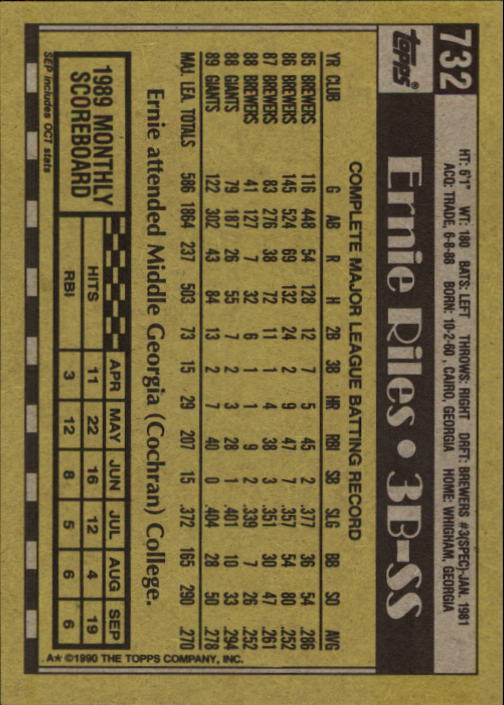 732
topps®
HT: 6'1" WT: 180 BATS: LEFT THROWS: RIGHT DRFT: BREWERS #3(SPEC)-JAN. 1981
ACQ: TRADE, 6-8-88 BORN: 10-2-60, CAIRO, GEORGIA HOME: WHIGHAM, GEORGIA
Ernie Riles • 3B-SS
COMPLETE MAJOR LEAGUE BATTING RECORD
YR CLUB G AB R H 2B 3B HR RBI SB SLG BB SO AVG
85 BREWERS 116 448 54 128 12 7 5 45 2 .377 36 54 .286
86 BREWERS 145 524 69 132 24 2 9 47 7 .357 54 80 .252
87 BREWERS 83 276 38 72 11 1 4 38 3 .351 30 47 .261
88 BREWERS 41 127 7 32 6 1 1 9 2 .339 7 26 .252
88 GIANTS 79 187 26 55 7 2 3 28 1 .401 10 33 .294
89 GIANTS 122 302 43 84 13 2 7 40 0 .404 28 50 .278
MAJ. LEA. TOTALS 586 1864 237 503 73 15 29 207 15 .372 165 290 .270
Ernie attended Middle Georgia (Cochran) College.
1989 MONTHLY
SCOREBOARD
APR MAY JUN JUL AUG SEP
HITS 11 22 16 12 4 19
RBI 3 12 8 5 6 6
SEP includes OCT stats
A* ©1990 THE TOPPS COMPANY, INC.